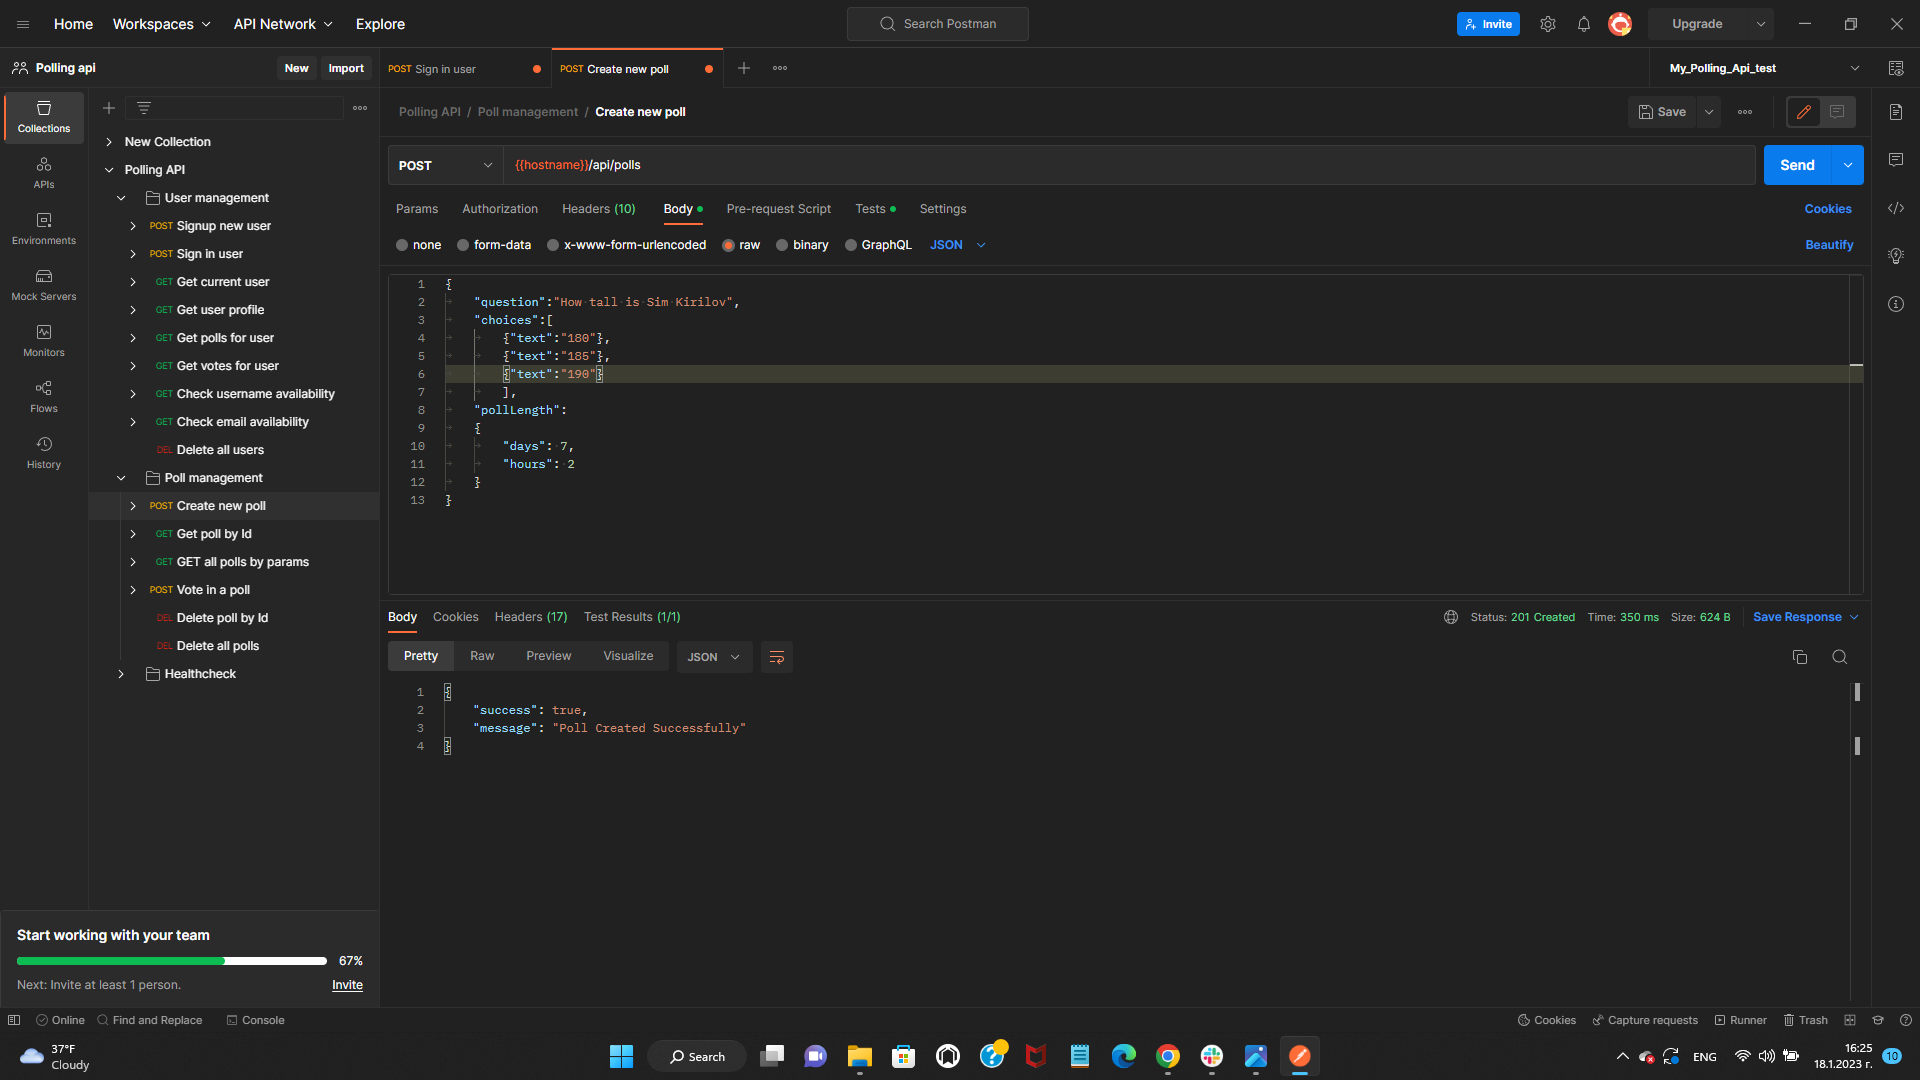 Home Workspaces API Network Explore Search Postman Invite Upgrade
Polling api New Import POST Sign in user POST Create new poll My_Polling_Api_test
Collections
APIs
Environments
Mock Servers
Monitors
Flows
History
New Collection
Polling API
User management
POST Signup new user
POST Sign in user
GET Get current user
GET Get user profile
GET Get polls for user
GET Get votes for user
GET Check username availability
GET Check email availability
DEL Delete all users
Poll management
POST Create new poll
GET Get poll by Id
GET GET all polls by params
POST Vote in a poll
DEL Delete poll by Id
DEL Delete all polls
Healthcheck
Start working with your team
67%
Next: Invite at least 1 person. Invite
Polling API / Poll management / Create new poll Save
POST {{hostname}}/api/polls Send
Params Authorization Headers (10) Body Pre-request Script Tests Settings Cookies
none form-data x-www-form-urlencoded raw binary GraphQL JSON Beautify
1 {
2 "question":"How tall is Sim Kirilov",
3 "choices":[
4 {"text":"180"},
5 {"text":"185"},
6 {"text":"190"}
7 ],
8 "pollLength":
9 {
10 "days": 7,
11 "hours": 2
12 }
13 }
Body Cookies Headers (17) Test Results (1/1) Status: 201 Created Time: 350 ms Size: 624 B Save Response
Pretty Raw Preview Visualize JSON
1 {
2 "success": true,
3 "message": "Poll Created Successfully"
4 }
Online Find and Replace Console Cookies Capture requests Runner Trash
37°F
Cloudy
Search
ENG
16:25
18.1.2023 г.
10